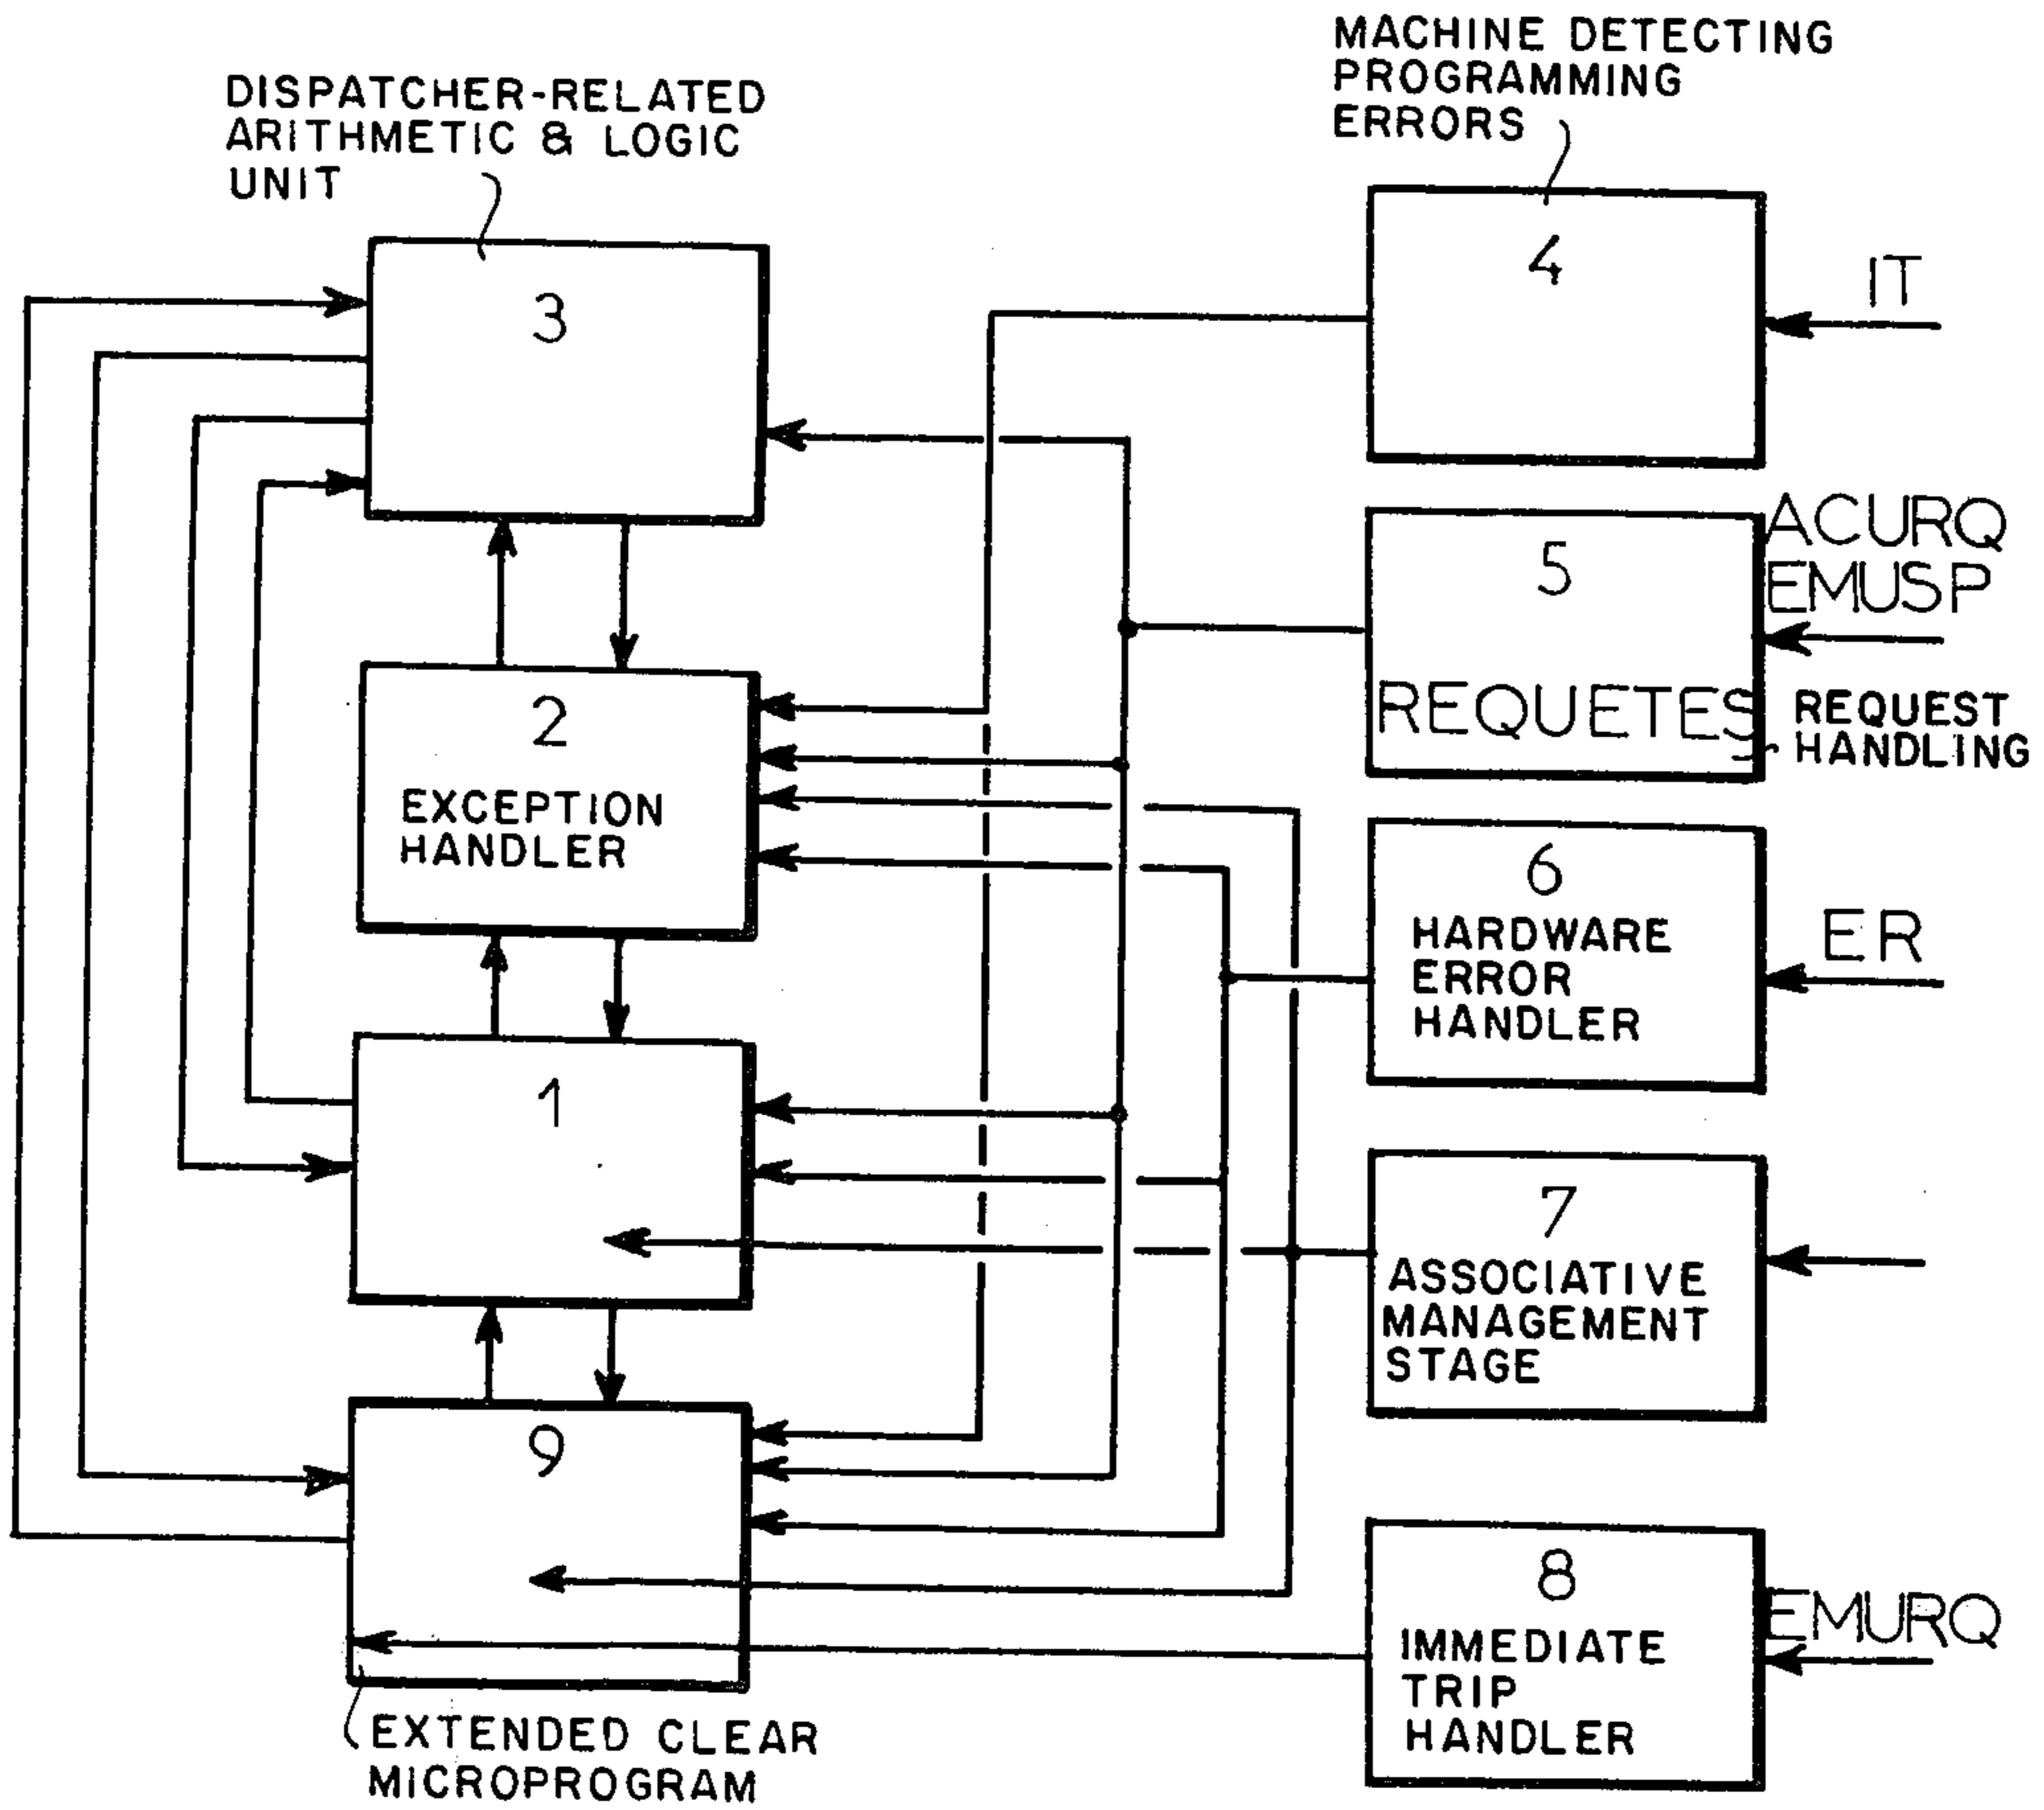 MACHINE DETECTING
PROGRAMMING
ERRORS
DISPATCHER-RELATED
ARITHMETIC & LOGIC
UNIT
3
4
IT
5
ACURQ
EMUSP
REQUETES
REQUEST
HANDLING
2
EXCEPTION
HANDLER
6
HARDWARE
ERROR
HANDLER
ER
1
7
ASSOCIATIVE
MANAGEMENT
STAGE
9
8
IMMEDIATE
TRIP
HANDLER
EMURQ
EXTENDED CLEAR
MICROPROGRAM